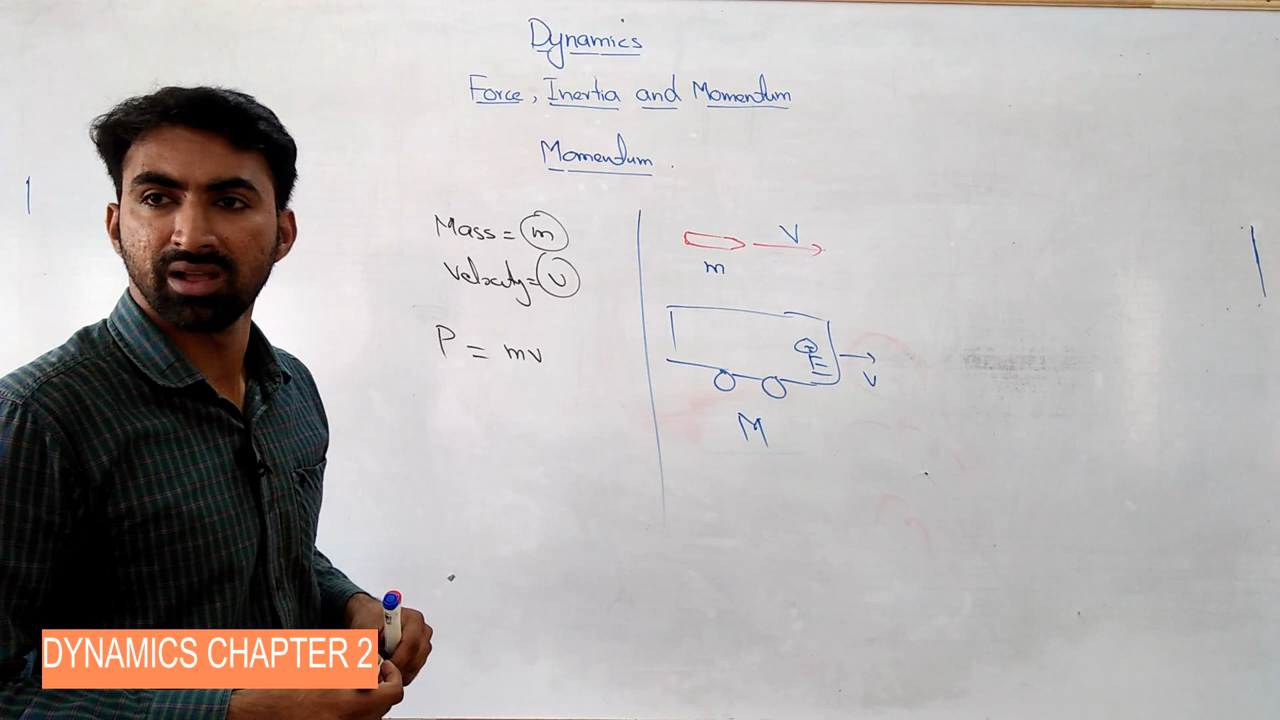 Dynamics
Force, Inertia and Momentum
Momentum
Mass = m
Velocity = v
P = mv
V
m
V
M
DYNAMICS CHAPTER 2